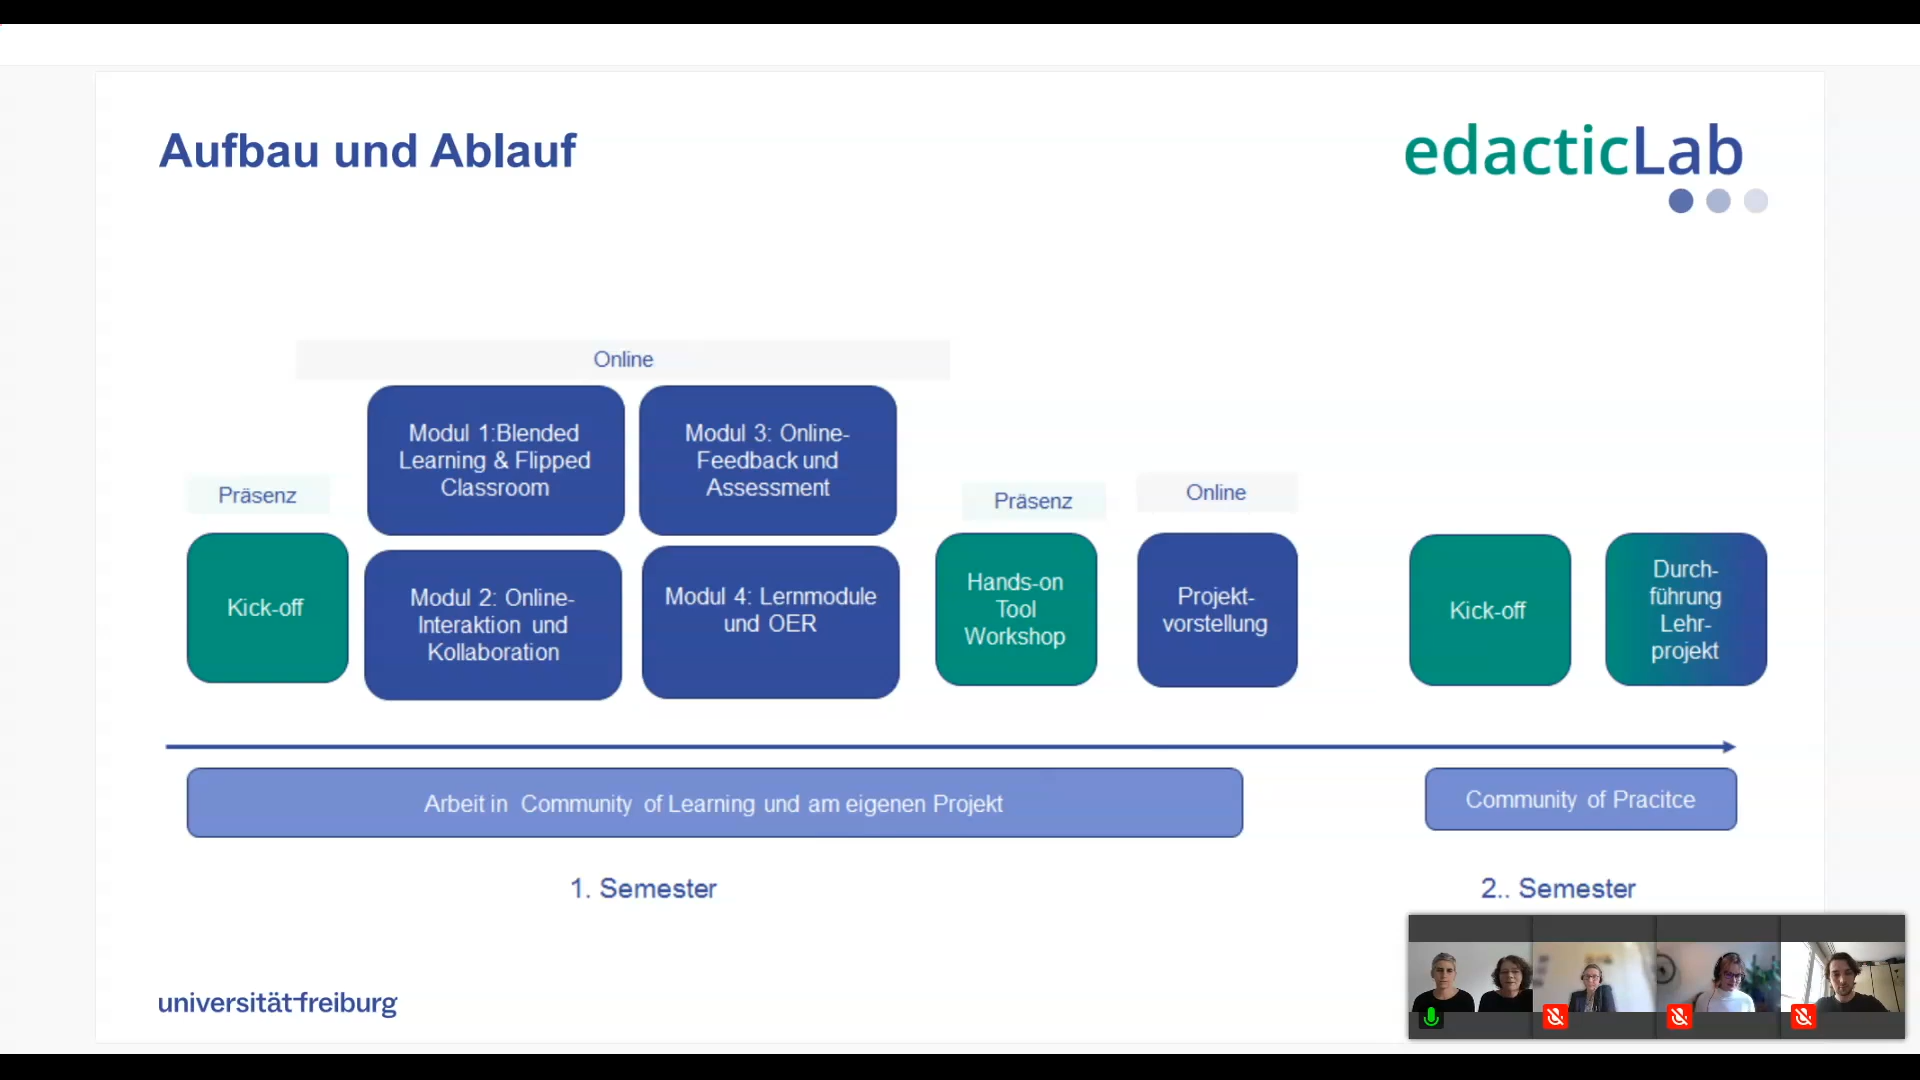 Aufbau und Ablauf
edacticLab
Online
Modul 1:Blended
Learning & Flipped
Classroom
Modul 3: Online-
Feedback und
Assessment
Präsenz
Präsenz
Online
Kick-off
Modul 2: Online-
Interaktion und
Kollaboration
Modul 4: Lernmodule
und OER
Hands-on
Tool
Workshop
Projekt-
vorstellung
Kick-off
Durch-
führung
Lehr-
projekt
Arbeit in Community of Learning und am eigenen Projekt
Community of Pracitce
1. Semester
2.. Semester
universität freiburg